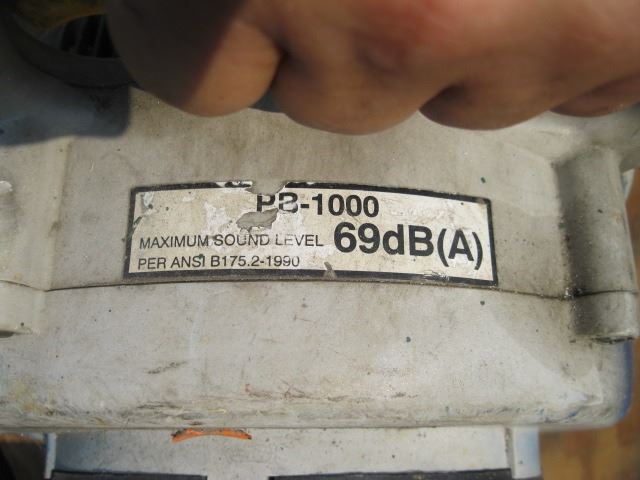 PB-1000
MAXIMUM SOUND LEVEL 69dB(A)
PER ANSI B175.2-1990